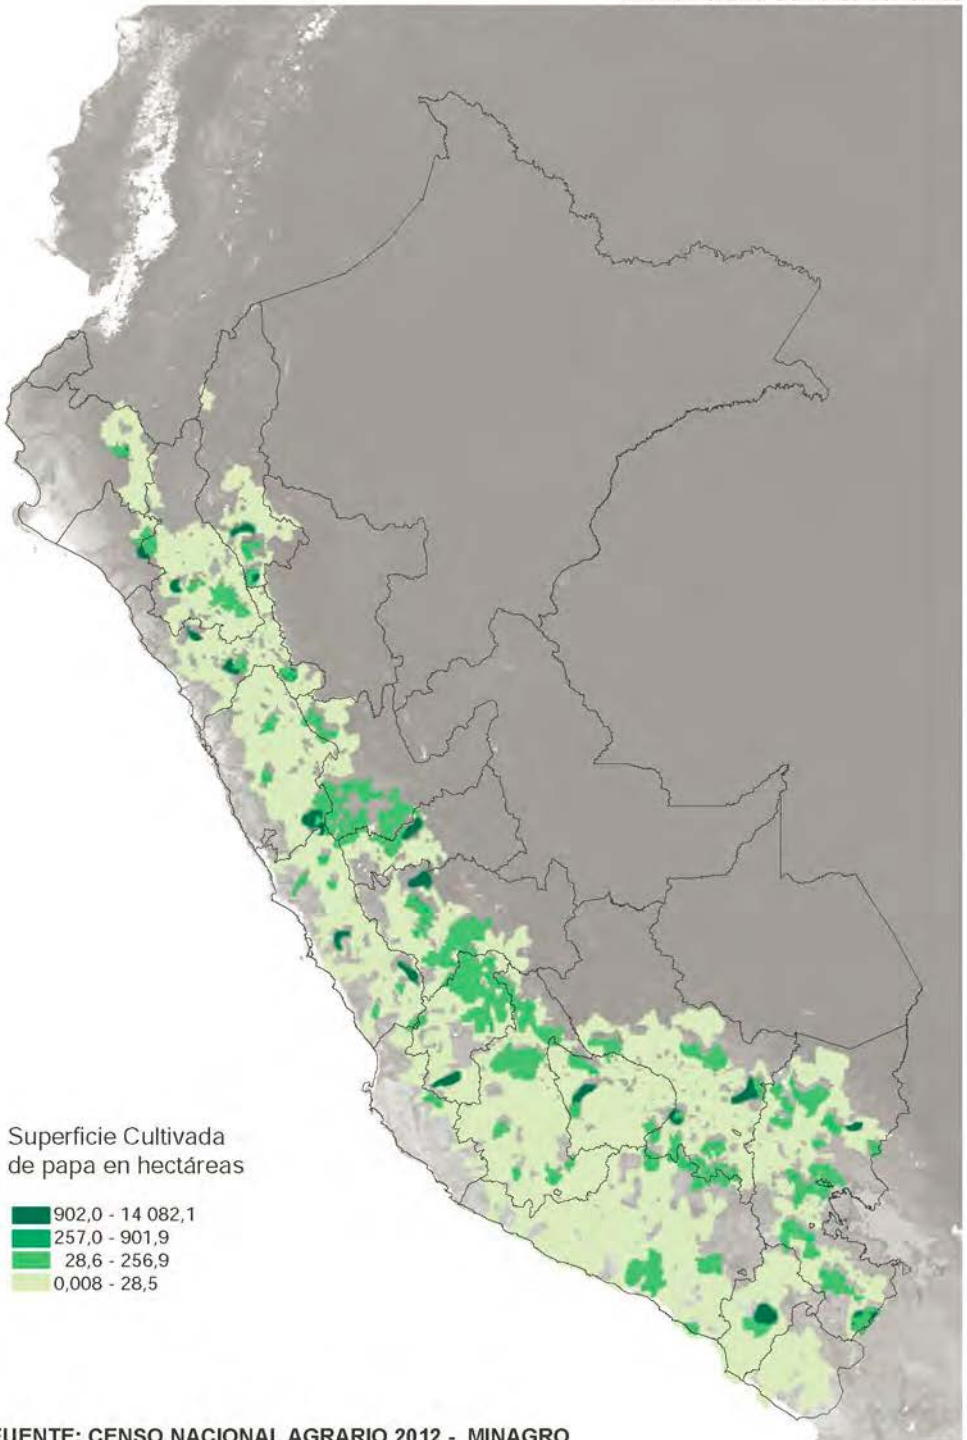 Superficie Cultivada
de papa en hectáreas
902,0 - 14 082,1
257,0 - 901,9
28,6 - 256,9
0,008 - 28,5
FUENTE: CENSO NACIONAL AGRARIO 2012 - MINAGRO